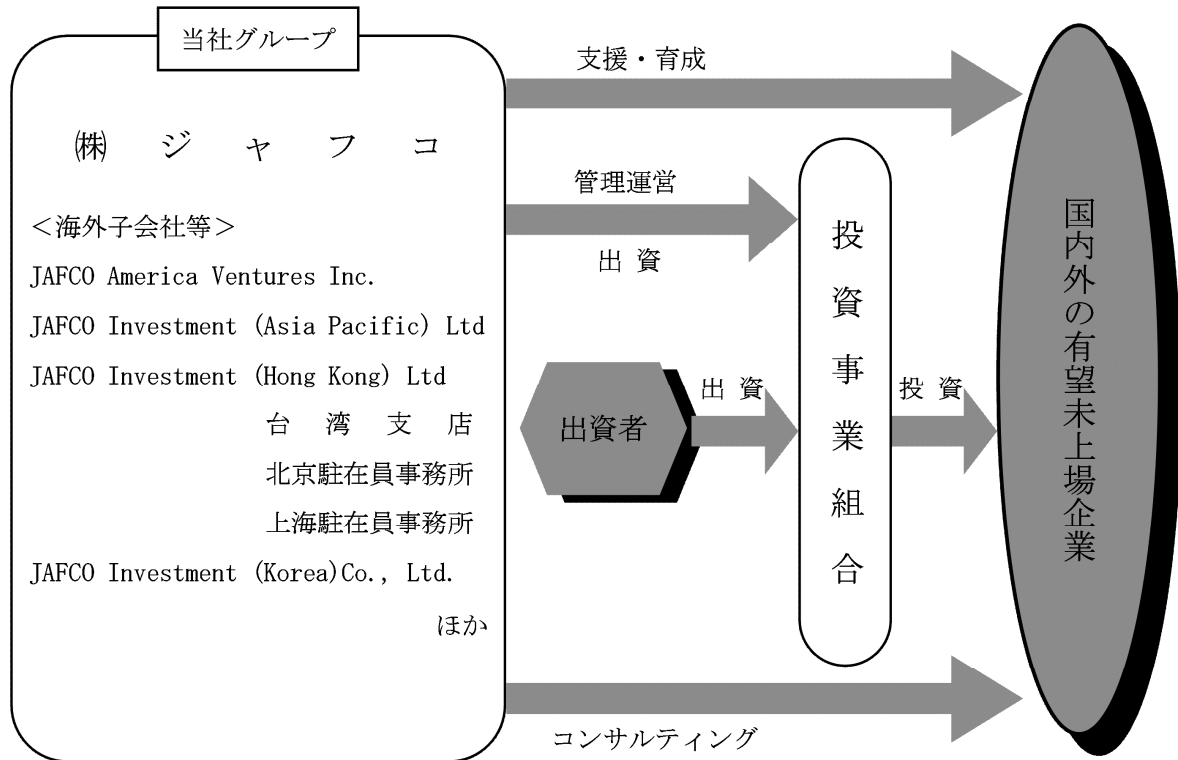 当社グループ
㈱ ジ ャ フ コ
＜海外子会社等＞
JAFCO America Ventures Inc.
JAFCO Investment (Asia Pacific) Ltd
JAFCO Investment (Hong Kong) Ltd
台 湾 支 店
北京駐在員事務所
上海駐在員事務所
JAFCO Investment (Korea)Co., Ltd.
ほか
支援・育成
管理運営
出 資
出資者
出 資
投資事業組合
投 資
コンサルティング
国内外の有望未上場企業